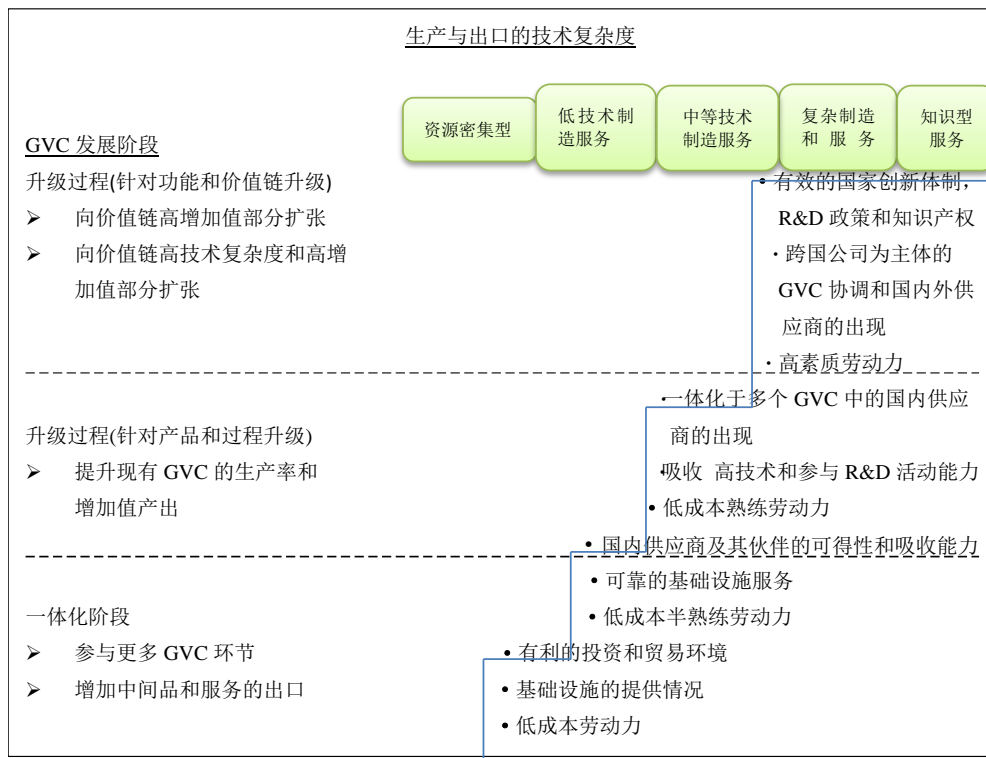 生产与出口的技术复杂度
资源密集型
低技术制
造服务
中等技术
制造服务
复杂制造
和 服 务
知识型
服务
GVC 发展阶段
升级过程(针对功能和价值链升级)
➢ 向价值链高增加值部分扩张
➢ 向价值链高技术复杂度和高增
加值部分扩张
• 有效的国家创新体制，
R&D 政策和知识产权
· 跨国公司为主体的
GVC 协调和国内外供
应商的出现
· 高素质劳动力
升级过程(针对产品和过程升级)
➢ 提升现有 GVC 的生产率和
增加值产出
·一体化于多个 GVC 中的国内供应
商的出现
·吸收 高技术和参与 R&D 活动能力
• 低成本熟练劳动力
• 国内供应商及其伙伴的可得性和吸收能力
一体化阶段
➢ 参与更多 GVC 环节
➢ 增加中间品和服务的出口
• 可靠的基础设施服务
• 低成本半熟练劳动力
• 有利的投资和贸易环境
• 基础设施的提供情况
• 低成本劳动力